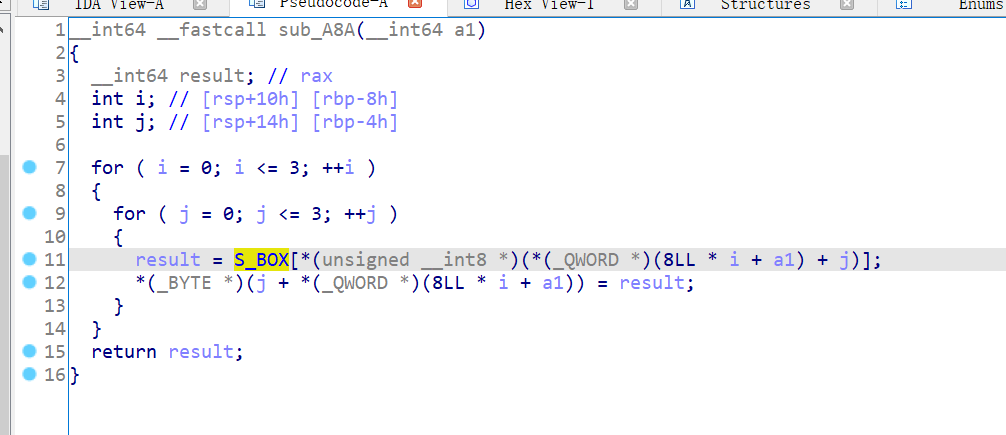 IDA View-A Pseudocode-A Hex View-1 A Structures Enums
1 __int64 __fastcall sub_A8A(__int64 a1)
2 {
3 __int64 result; // rax
4 int i; // [rsp+10h] [rbp-8h]
5 int j; // [rsp+14h] [rbp-4h]
6
7 for ( i = 0; i <= 3; ++i )
8 {
9 for ( j = 0; j <= 3; ++j )
10 {
11 result = S_BOX[*(unsigned __int8 *)(*(_QWORD *)(8LL * i + a1) + j)];
12 *(_BYTE *)(j + *(_QWORD *)(8LL * i + a1)) = result;
13 }
14 }
15 return result;
16 }